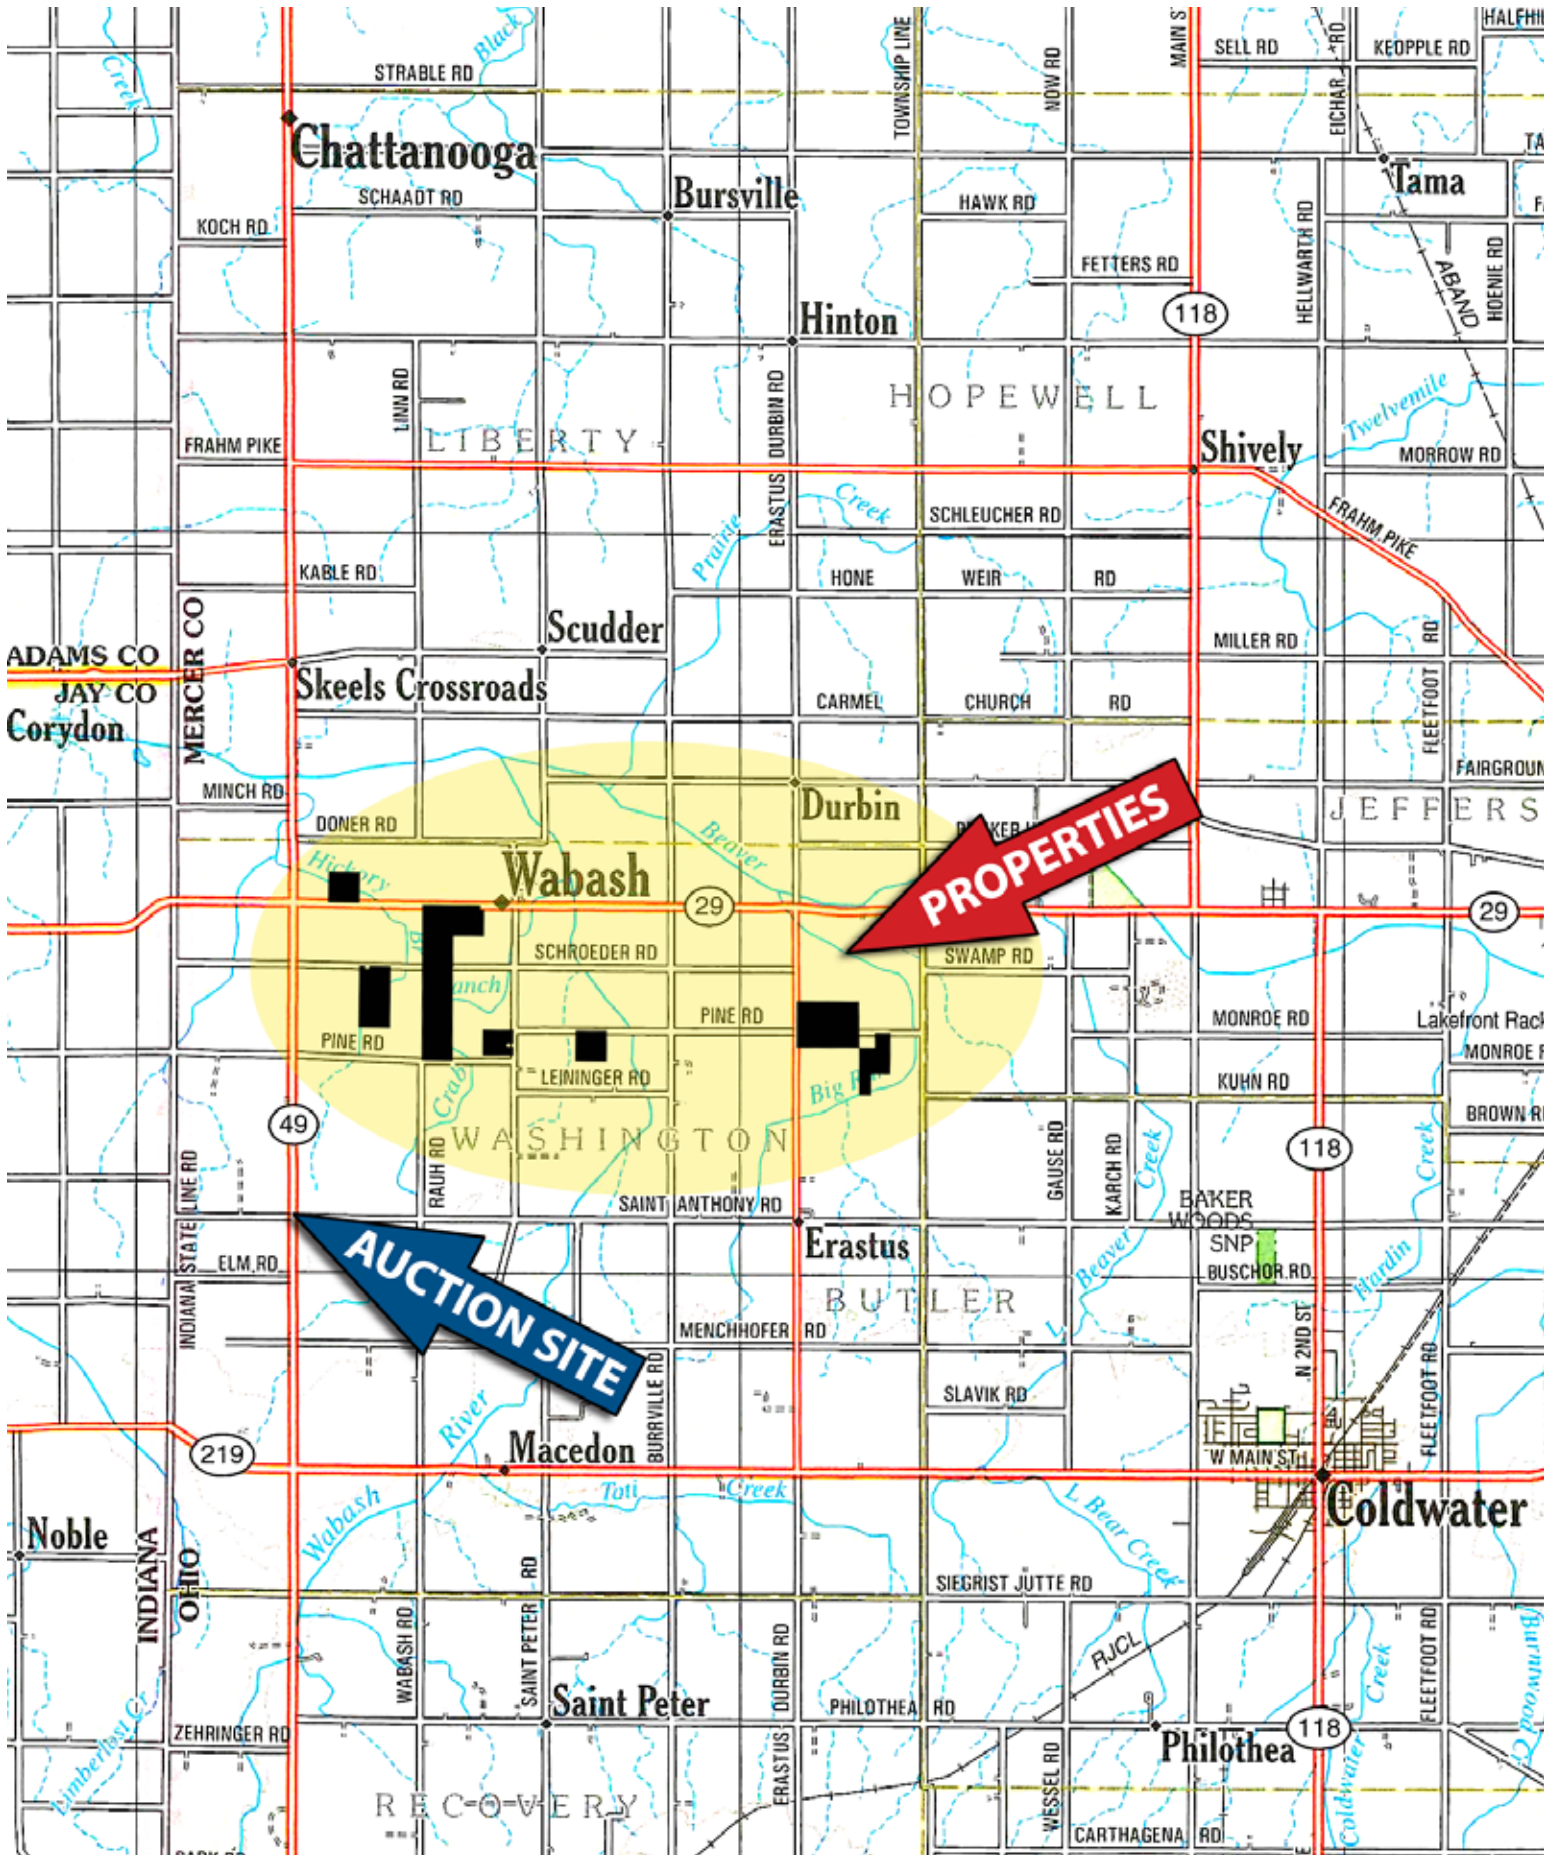 HALFHI
Black
STRABLE RD
Creek
TOWNSHIP LINE
NOW RD
MAIN S
SELL RD
EICHAR RD
KEOPPLE RD
TA
Chattanooga
SCHAADT RD
Bursville
HAWK RD
Tama
KOCH RD
FETTERS RD
HELLWARTH RD
ABAND
HOENIE RD
118
Hinton
LINN RD
ERASTUS DURBIN RD
HOPEWELL
Twelvemile
FRAHM PIKE
LIBERTY
Shively
MORROW RD
Creek
Prairie
SCHLEUCHER RD
FRAHM PIKE
KABLE RD
HONE WEIR RD
MERCER CO
Scudder
MILLER RD
FLEETFOOT RD
ADAMS CO
JAY CO
Skeels Crossroads
Corydon
CARMEL CHURCH RD
MINCH RD
FAIRGROUN
Durbin
PROPERTIES
JEFFERS
DONER RD
Beaver
Hickory
Wabash
29
29
SCHROEDER RD
SWAMP RD
anch
PINE RD
MONROE RD
Lakefront Rack
PINE RD
MONROE R
LEININGER RD
Crab
Big R
KUHN RD
BROWN R
49
WASHINGTON
118
RAUH RD
GAUSE RD
KARCH RD
Creek
Creek
INDIANA STATE LINE RD
SAINT ANTHONY RD
BAKER
WOODS
SNP
AUCTION SITE
Erastus
L Beaver
BUSCHOR RD
Hardin
ELM RD
BUTLER
MENCHHOFER RD
N 2ND ST
BURRVILLE RD
SLAVIK RD
FLEETFOOT RD
River
219
Macedon
W MAIN ST
Wabash
Toti Creek
L Bear Creek
Coldwater
Noble
INDIANA
OHIO
SIEGRIST JUTTE RD
WABASH RD
SAINT PETER RD
ERASTUS DURBIN RD
RJCL
Creek
FLEETFOOT RD
Burntwood Cr
Saint Peter
PHILOTHEA RD
ZEHRINGER RD
118
Philothea
Limberlost Cr
WESSEL RD
Coldwater
RECOVERY
CARTHAGENA RD